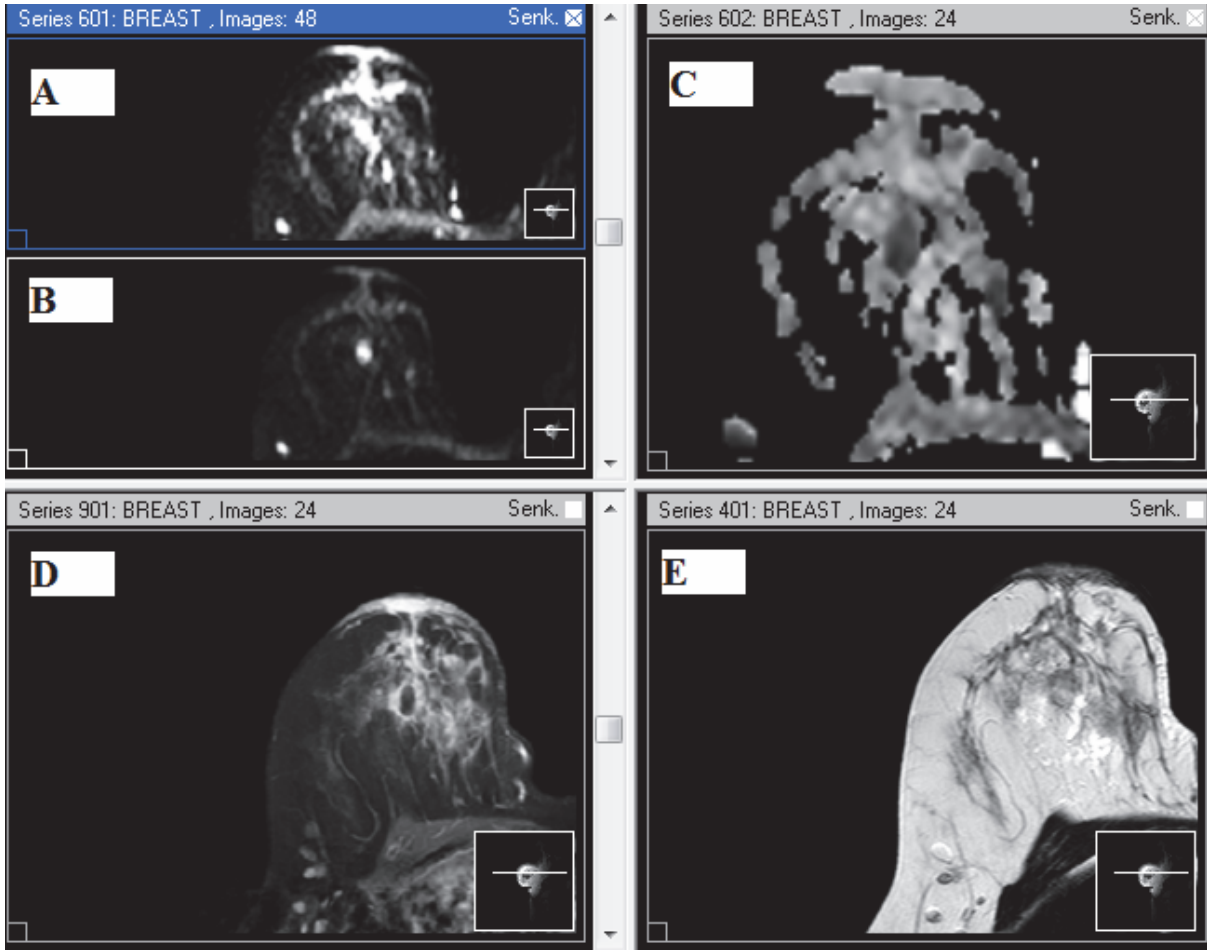 Series 601: BREAST , Images: 48 Senk.
A
B
Series 602: BREAST , Images: 24 Senk.
C
Series 901: BREAST , Images: 24 Senk.
D
Series 401: BREAST , Images: 24 Senk.
E